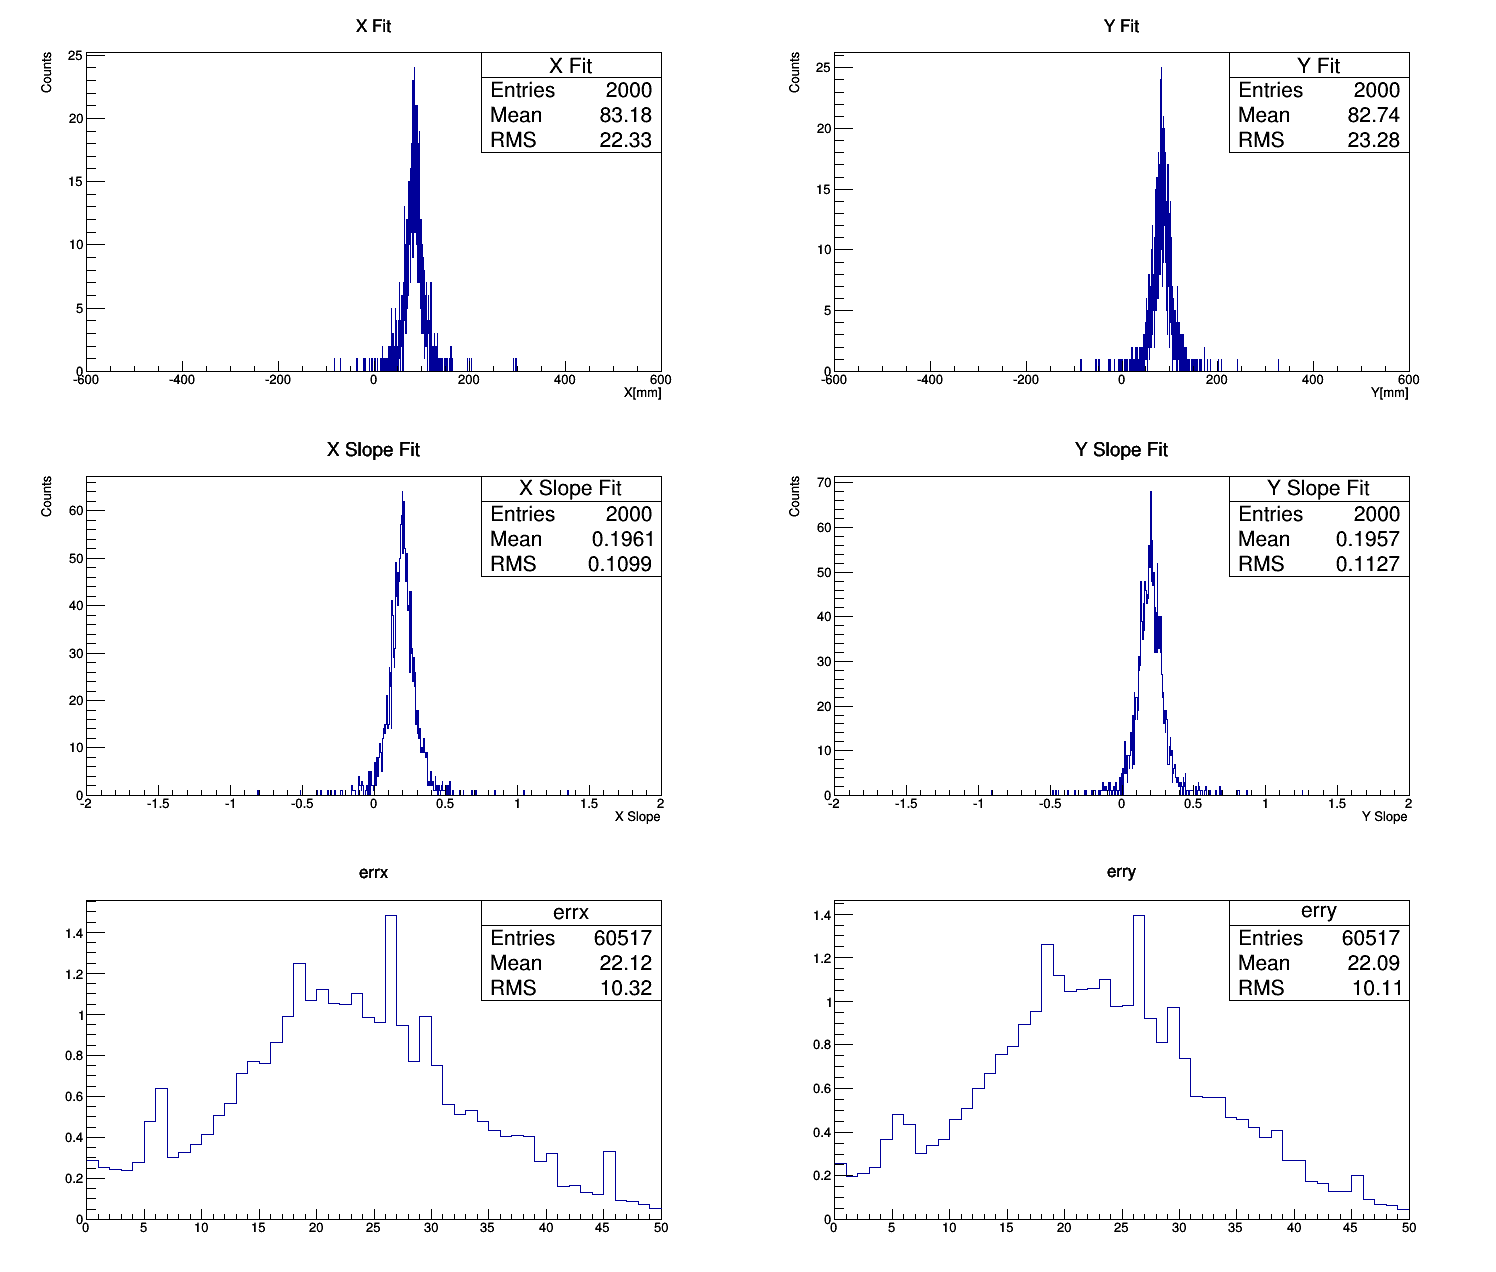 X Fit
Counts
25
20
15
10
5
0
-600 -400 -200 0 200 400 600
X[mm]
X Fit
Entries 2000
Mean 83.18
RMS 22.33
Y Fit
Counts
25
20
15
10
5
0
-600 -400 -200 0 200 400 600
Y[mm]
Y Fit
Entries 2000
Mean 82.74
RMS 23.28
X Slope Fit
Counts
60
50
40
30
20
10
0
-2 -1.5 -1 -0.5 0 0.5 1 1.5 2
X Slope
X Slope Fit
Entries 2000
Mean 0.1961
RMS 0.1099
Y Slope Fit
Counts
70
60
50
40
30
20
10
0
-2 -1.5 -1 -0.5 0 0.5 1 1.5 2
Y Slope
Y Slope Fit
Entries 2000
Mean 0.1957
RMS 0.1127
errx
1.4
1.2
1
0.8
0.6
0.4
0.2
0
0 5 10 15 20 25 30 35 40 45 50
errx
Entries 60517
Mean 22.12
RMS 10.32
erry
1.4
1.2
1
0.8
0.6
0.4
0.2
0
0 5 10 15 20 25 30 35 40 45 50
erry
Entries 60517
Mean 22.09
RMS 10.11